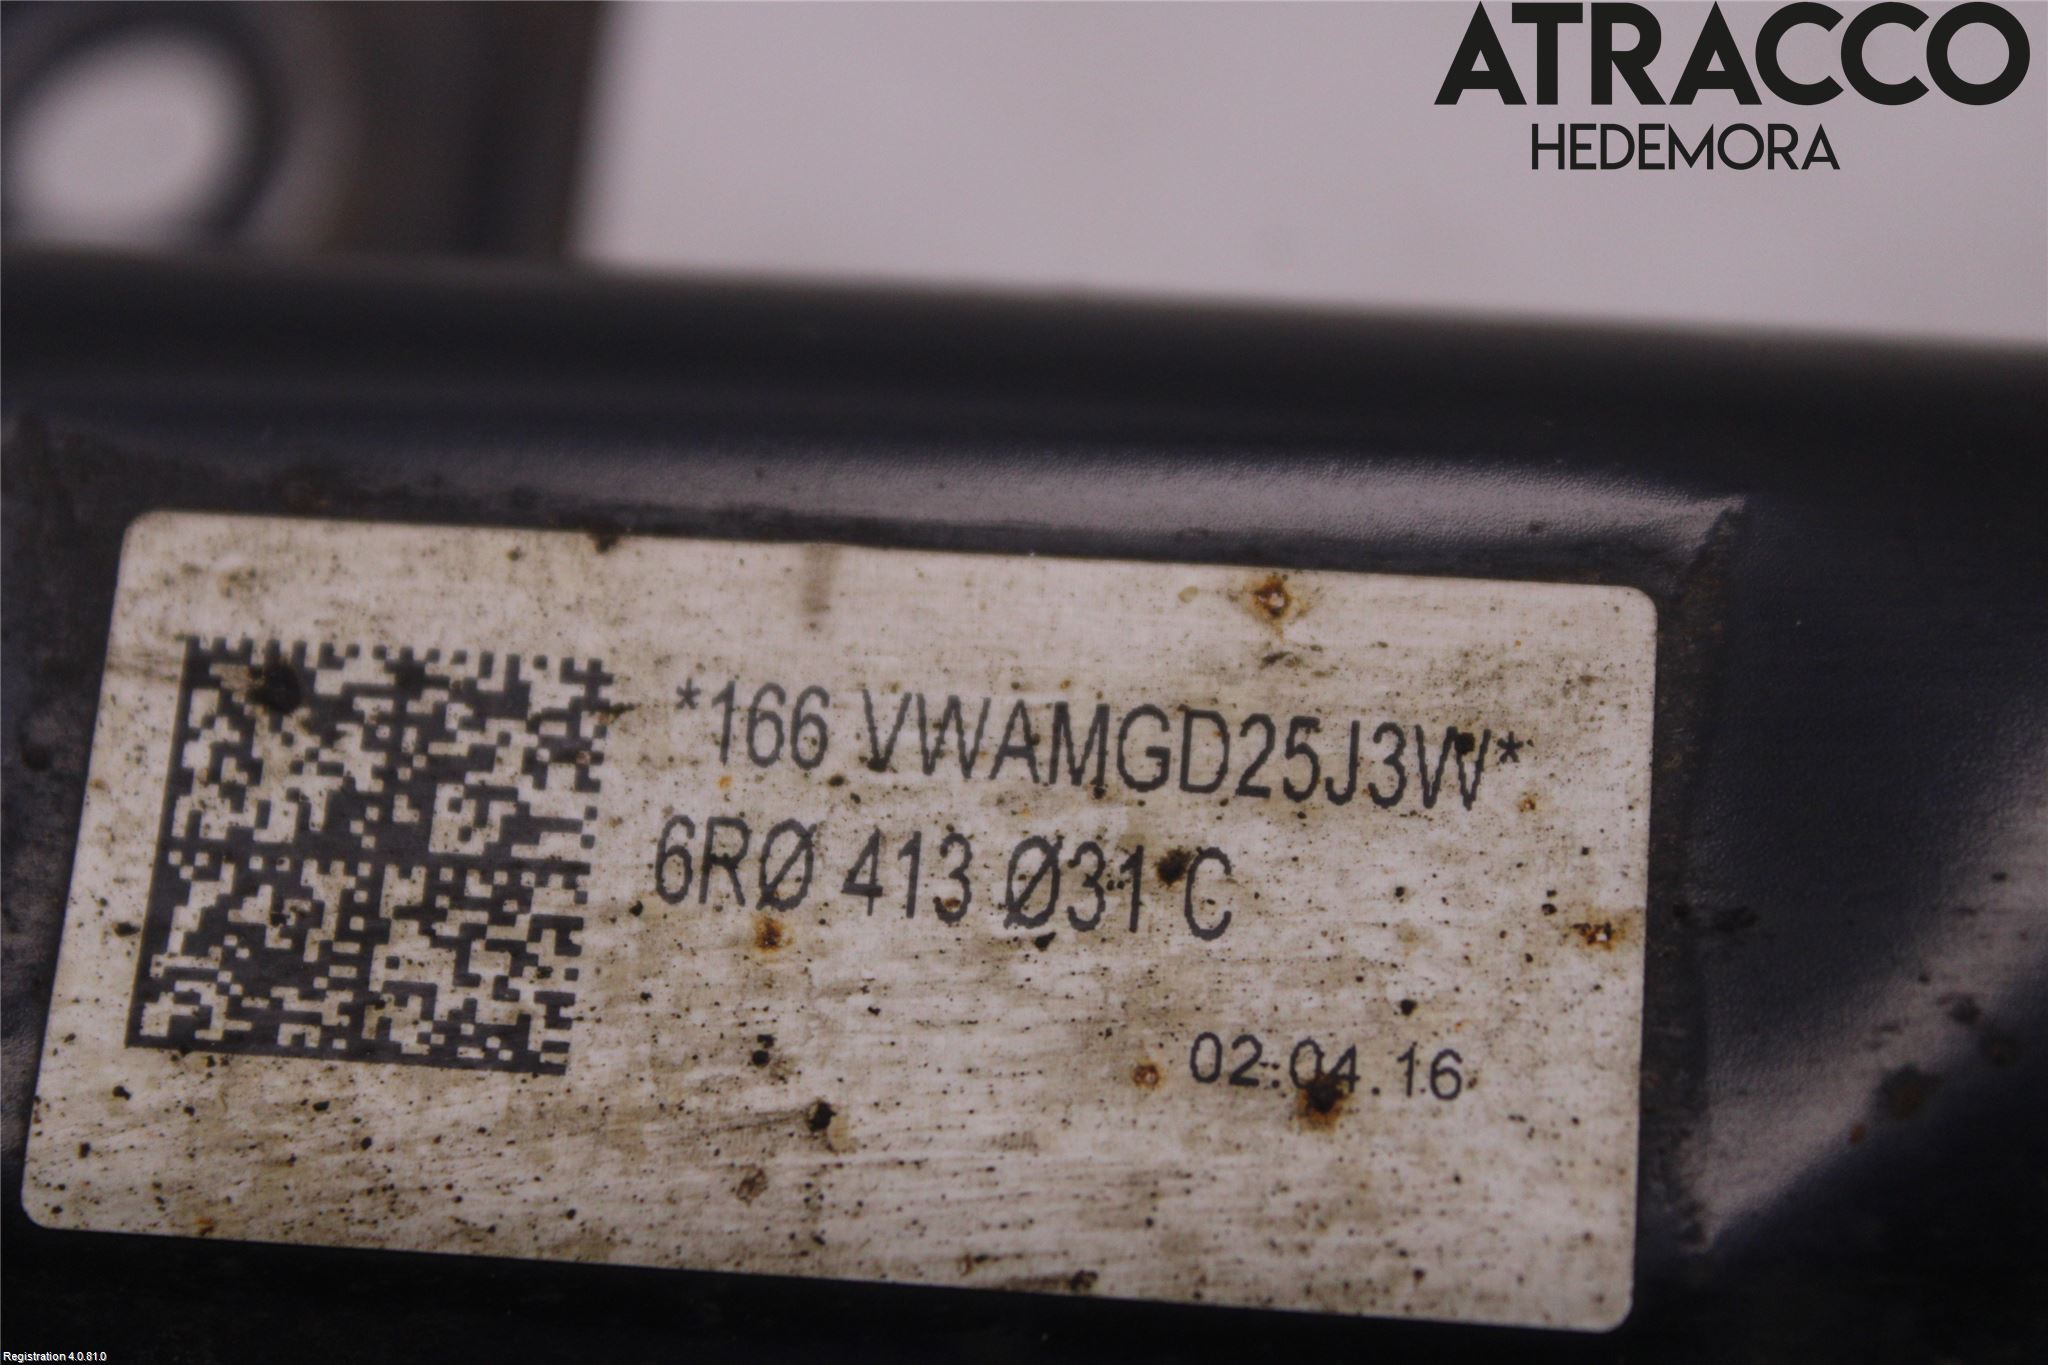 ATRACCO
HEDEMORA
*166 VWAMGD25J3W*
6RØ 413 Ø31 C
02.04.16
Registration 4.0.81.0